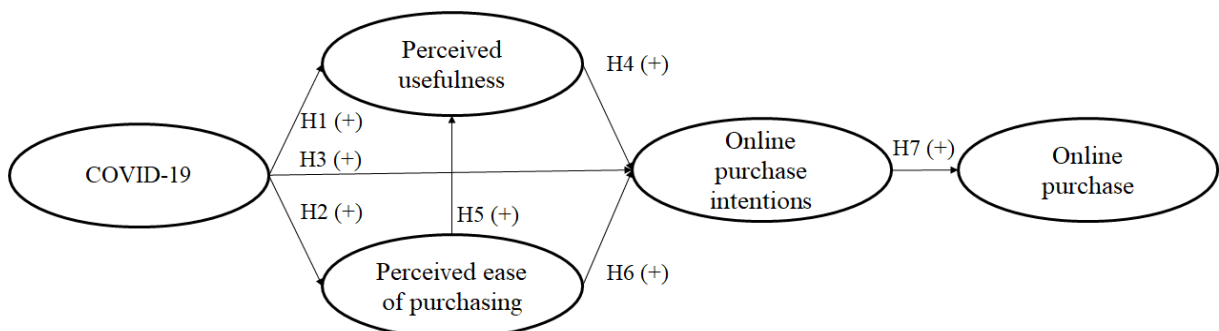 Perceived
usefulness
H4 (+)
H1 (+)
H3 (+)
COVID-19
H2 (+)
H5 (+)
Perceived ease
of purchasing
H6 (+)
Online
purchase
intentions
H7 (+)
Online
purchase